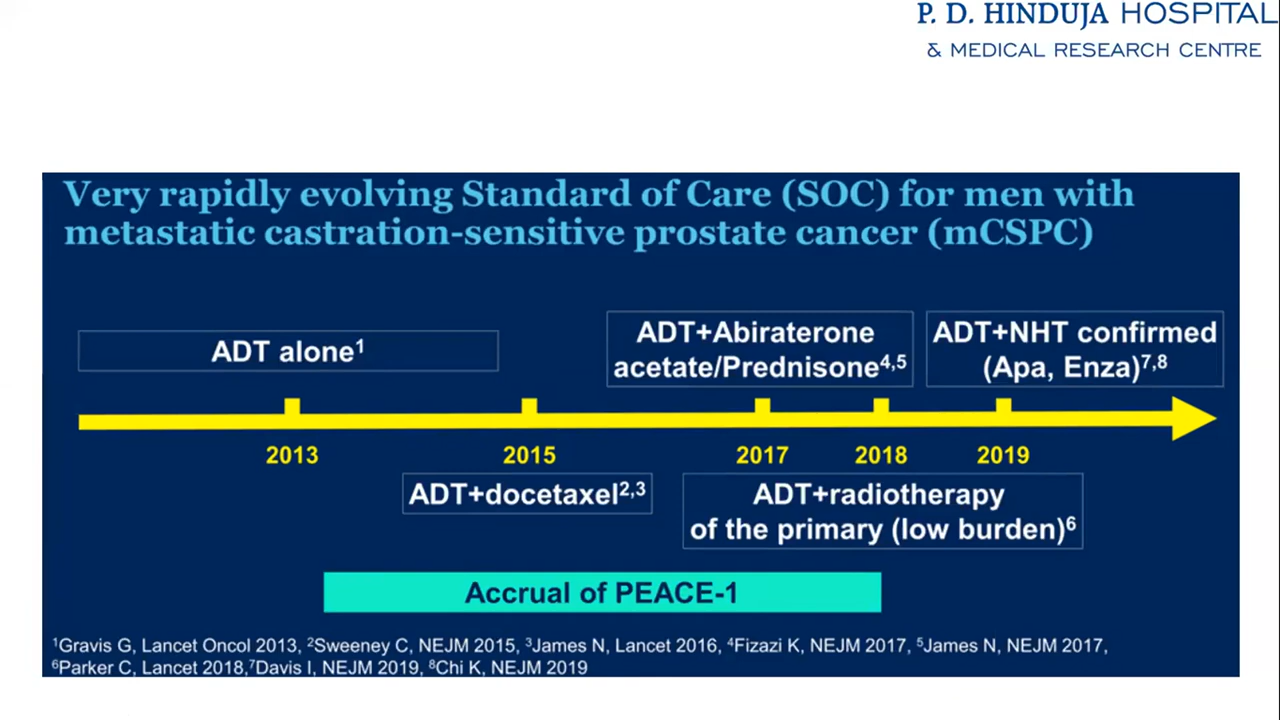 P. D. HINDUJA HOSPITAL
& MEDICAL RESEARCH CENTRE
Very rapidly evolving Standard of Care (SOC) for men with
metastatic castration-sensitive prostate cancer (mCSPC)
ADT alone¹
ADT+Abiraterone
acetate/Prednisone⁴,⁵
ADT+NHT confirmed
(Apa, Enza)⁷,⁸
2013
2015
2017
2018
2019
ADT+docetaxel²,³
ADT+radiotherapy
of the primary (low burden)⁶
Accrual of PEACE-1
¹Gravis G, Lancet Oncol 2013, ²Sweeney C, NEJM 2015, ³James N, Lancet 2016, ⁴Fizazi K, NEJM 2017, ⁵James N, NEJM 2017,
⁶Parker C, Lancet 2018,⁷Davis I, NEJM 2019, ⁸Chi K, NEJM 2019